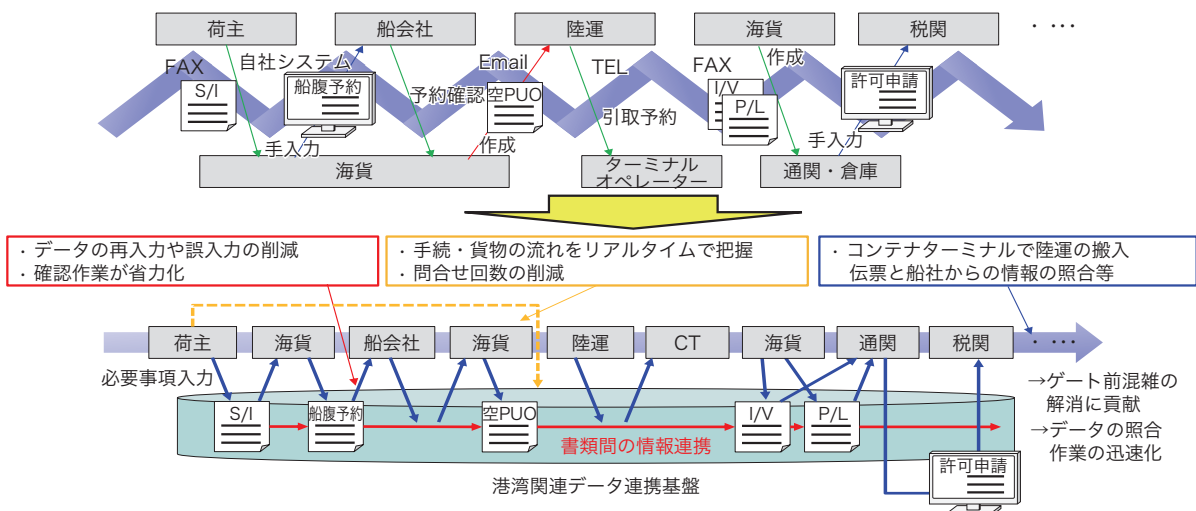 荷主
船会社
陸運
海貨
税関
・ ・・・
FAX
自社システム
Email
TEL
FAX
作成
S/I
船腹予約
予約確認
空PUO
引取予約
I/V
P/L
許可申請
手入力
作成
手入力
海貨
ターミナル
オペレーター
通関・倉庫
・データの再入力や誤入力の削減
・確認作業が省力化
・手続・貨物の流れをリアルタイムで把握
・問合せ回数の削減
・コンテナターミナルで陸運の搬入
伝票と船社からの情報の照合等
荷主
海貨
船会社
海貨
陸運
CT
海貨
通関
税関
・ ・・・
必要事項入力
S/I
船腹予約
空PUO
I/V
P/L
書類間の情報連携
→ゲート前混雑の
解消に貢献
→データの照合
作業の迅速化
許可申請
港湾関連データ連携基盤